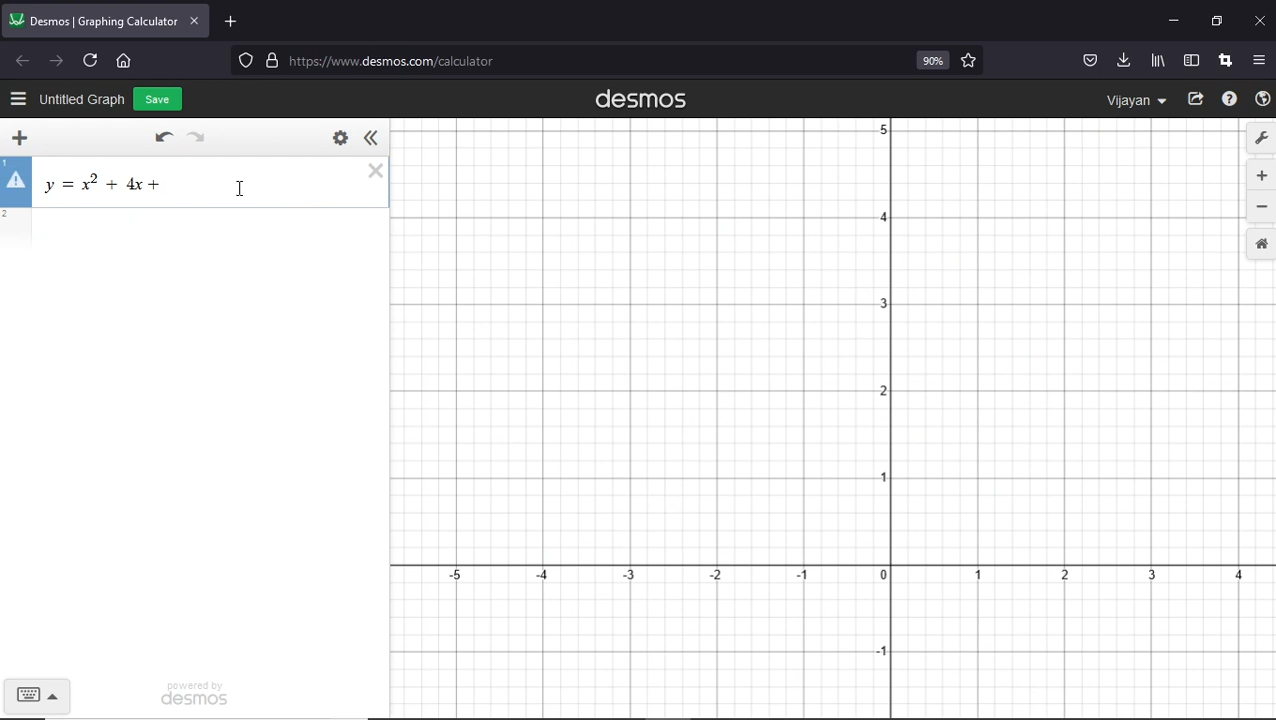 Desmos | Graphing Calculator
https://www.desmos.com/calculator 90%
Untitled Graph Save desmos Vijayan
1
y = x² + 4x +
2
5
4
3
2
1
-5 -4 -3 -2 -1 0 1 2 3 4
-1
powered by
desmos